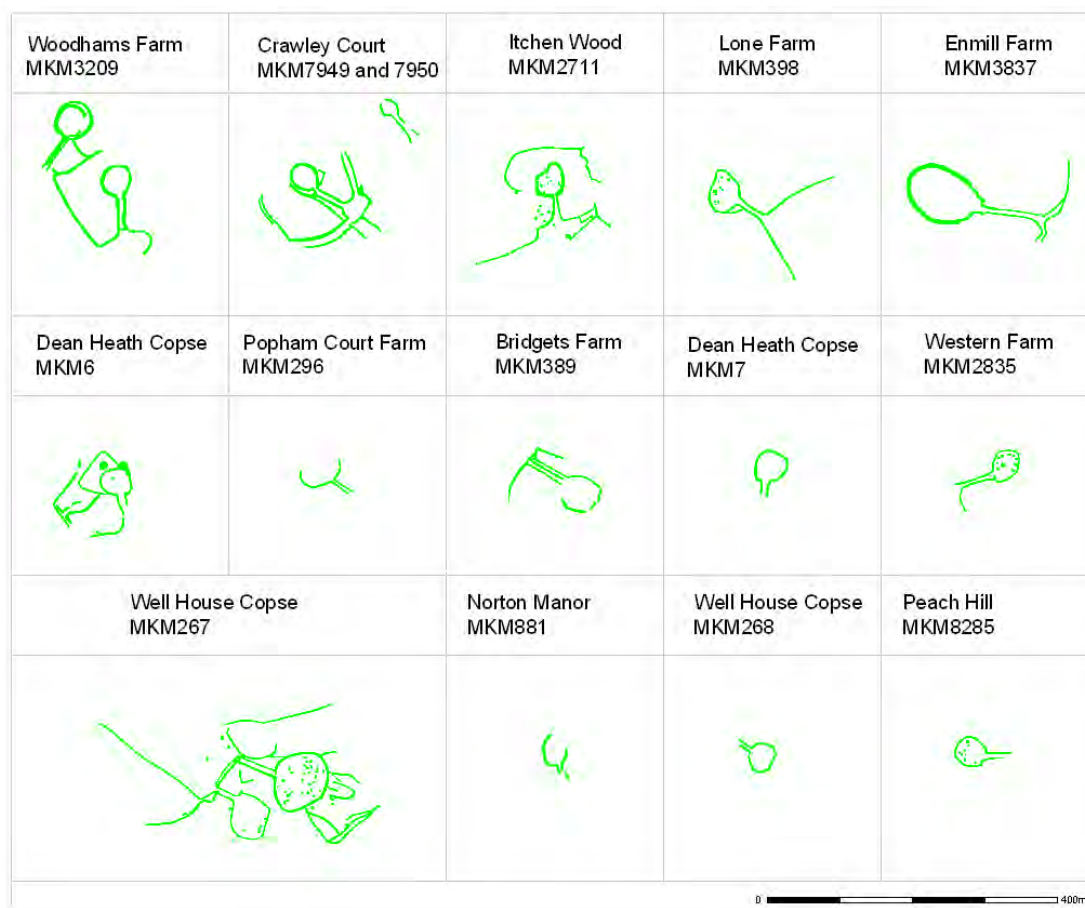 Woodhams Farm
MKM3209
Crawley Court
MKM7949 and 7950
Itchen Wood
MKM2711
Lone Farm
MKM398
Enmill Farm
MKM3837
Dean Heath Copse
MKM6
Popham Court Farm
MKM296
Bridgets Farm
MKM389
Dean Heath Copse
MKM7
Western Farm
MKM2835
Well House Copse
MKM267
Norton Manor
MKM881
Well House Copse
MKM268
Peach Hill
MKM8285
0 400m